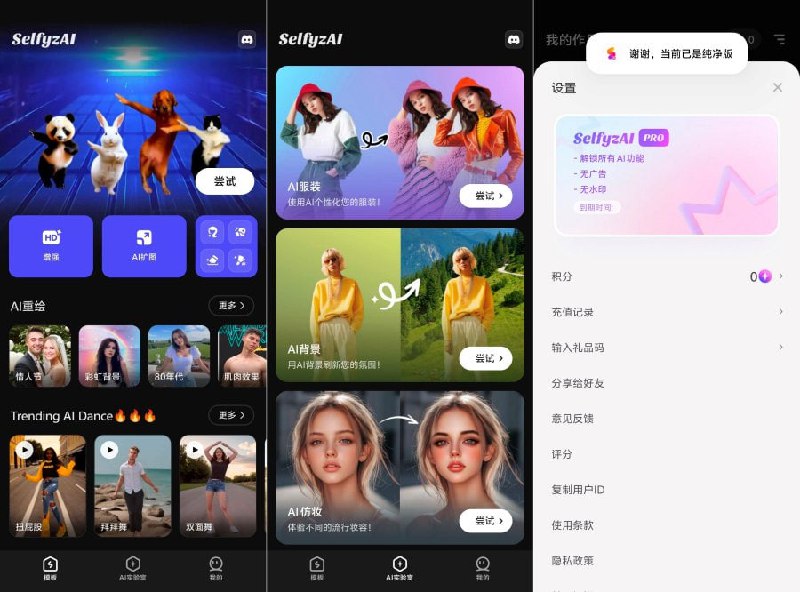 SelfyzAI
尝试
HD
增强
AI扩图
AI重绘
更多
情人节
彩虹背景
80年代
肌肉效果
Trending AI Dance🔥🔥🔥
更多
扭屁股
拜拜舞
双面舞
模板
AI实验室
我的
SelfyzAI
AI服装
使用AI个性化您的服装!
尝试
AI背景
用AI背景刷新您的氛围!
尝试
AI仿妆
体验不同的流行妆容!
尝试
模板
AI实验室
我的
我的作
谢谢，当前已是纯净版
设置
SelfyzAI PRO
- 解锁所有AI功能
- 无广告
- 无水印
到期时间
积分
0
充值记录
输入礼品码
分享给好友
意见反馈
评分
复制用户ID
使用条款
隐私政策